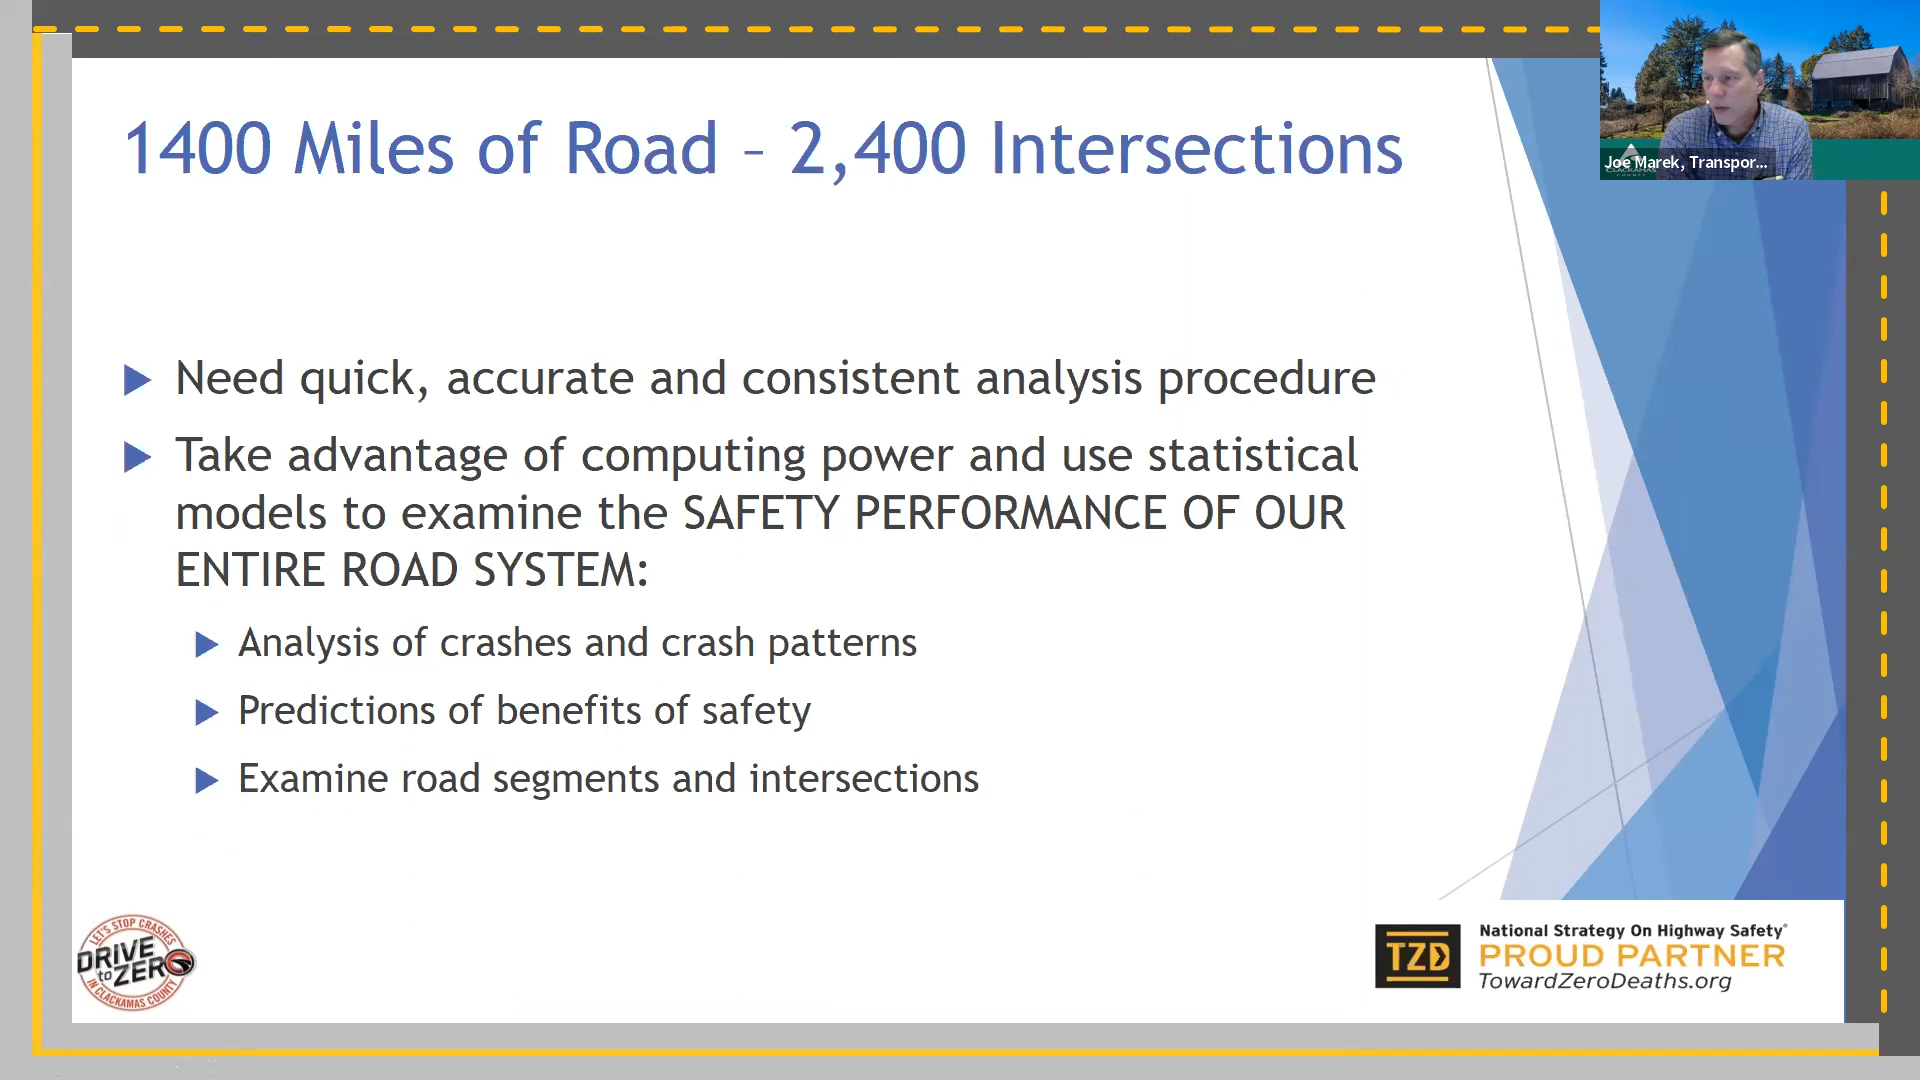 1400 Miles of Road – 2,400 Intersections
Joe Marek, Transpor...
CLACKAMAS
COUNTY
Need quick, accurate and consistent analysis procedure
Take advantage of computing power and use statistical
models to examine the SAFETY PERFORMANCE OF OUR
ENTIRE ROAD SYSTEM:
Analysis of crashes and crash patterns
Predictions of benefits of safety
Examine road segments and intersections
LET'S STOP CRASHES
DRIVE
to ZERO
IN CLACKAMAS COUNTY
TZD
National Strategy On Highway Safety®
PROUD PARTNER
TowardZeroDeaths.org